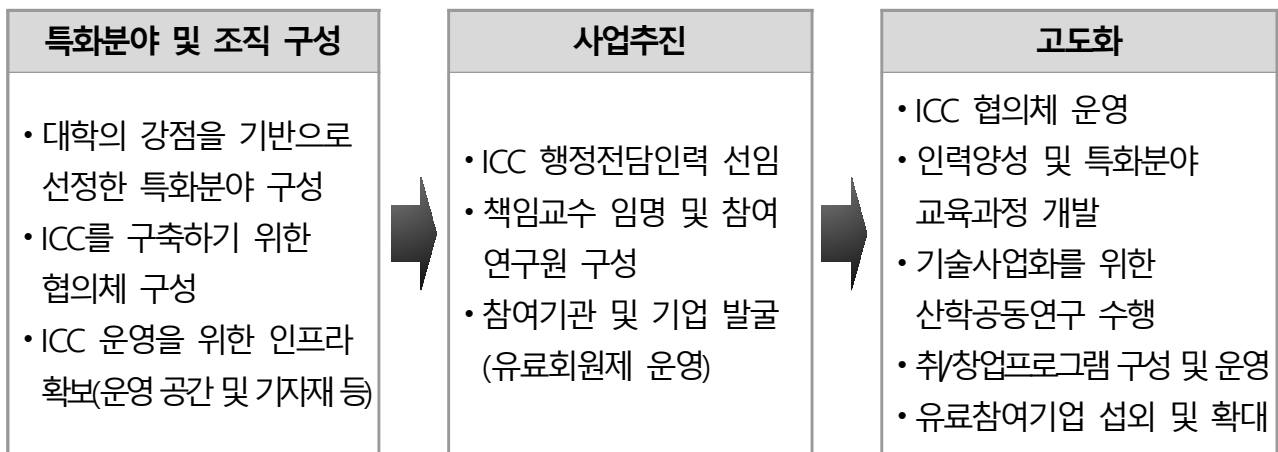 특화분야 및 조직 구성
• 대학의 강점을 기반으로
선정한 특화분야 구성
• ICC를 구축하기 위한
협의체 구성
• ICC 운영을 위한 인프라
확보(운영 공간 및 기자재 등)
사업추진
• ICC 행정전담인력 선임
• 책임교수 임명 및 참여
연구원 구성
• 참여기관 및 기업 발굴
(유료회원제 운영)
고도화
• ICC 협의체 운영
• 인력양성 및 특화분야
교육과정 개발
• 기술사업화를 위한
산학공동연구 수행
• 취/창업프로그램 구성 및 운영
• 유료참여기업 섭외 및 확대